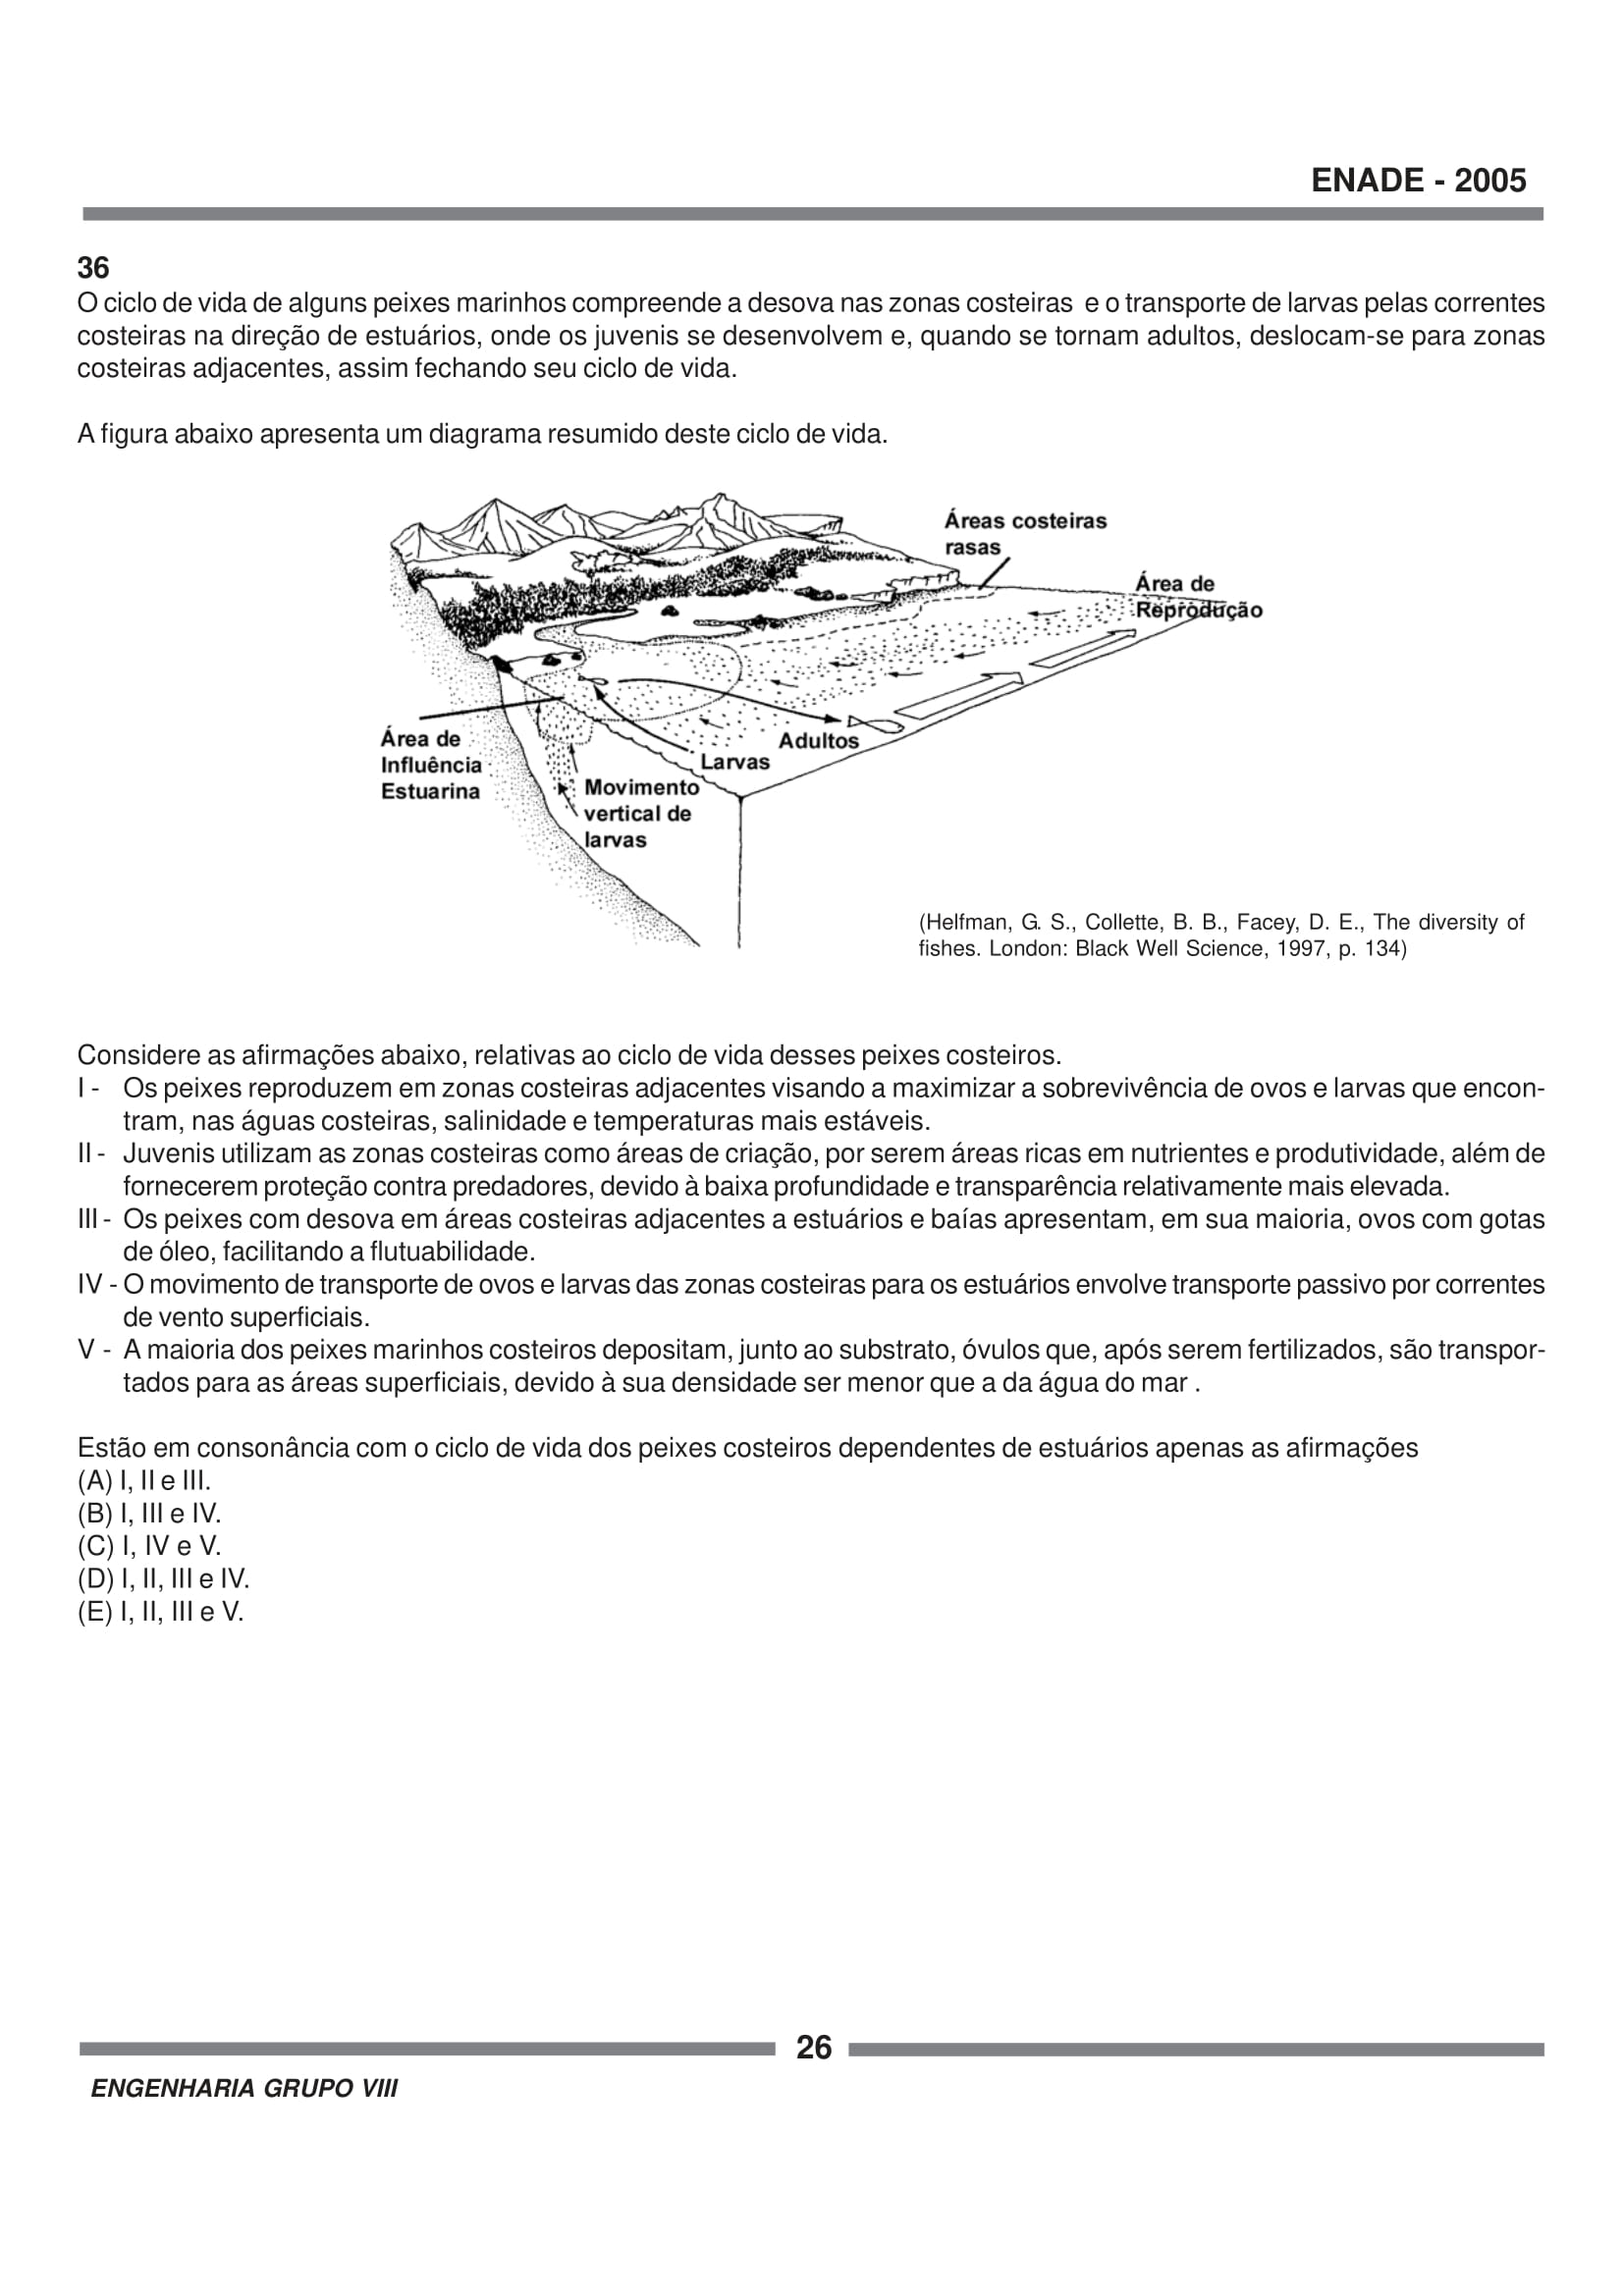 ENADE - 2005
36
O ciclo de vida de alguns peixes marinhos compreende a desova nas zonas costeiras e o transporte de larvas pelas correntes
costeiras na direção de estuários, onde os juvenis se desenvolvem e, quando se tornam adultos, deslocam-se para zonas
costeiras adjacentes, assim fechando seu ciclo de vida.
A figura abaixo apresenta um diagrama resumido deste ciclo de vida.
Áreas costeiras
rasas
Área de
Reprodução
Área de
Influência
Estuarina
Adultos
Larvas
Movimento
vertical de
larvas
(Helfman, G. S., Collette, B. B., Facey, D. E., The diversity of
fishes. London: Black Well Science, 1997, p. 134)
Considere as afirmações abaixo, relativas ao ciclo de vida desses peixes costeiros.
I - Os peixes reproduzem em zonas costeiras adjacentes visando a maximizar a sobrevivência de ovos e larvas que encon-
tram, nas águas costeiras, salinidade e temperaturas mais estáveis.
II - Juvenis utilizam as zonas costeiras como áreas de criação, por serem áreas ricas em nutrientes e produtividade, além de
fornecerem proteção contra predadores, devido à baixa profundidade e transparência relativamente mais elevada.
III - Os peixes com desova em áreas costeiras adjacentes a estuários e baías apresentam, em sua maioria, ovos com gotas
de óleo, facilitando a flutuabilidade.
IV - O movimento de transporte de ovos e larvas das zonas costeiras para os estuários envolve transporte passivo por correntes
de vento superficiais.
V - A maioria dos peixes marinhos costeiros depositam, junto ao substrato, óvulos que, após serem fertilizados, são transpor-
tados para as áreas superficiais, devido à sua densidade ser menor que a da água do mar .
Estão em consonância com o ciclo de vida dos peixes costeiros dependentes de estuários apenas as afirmações
(A) I, II e III.
(B) I, III e IV.
(C) I, IV e V.
(D) I, II, III e IV.
(E) I, II, III e V.
26
ENGENHARIA GRUPO VIII